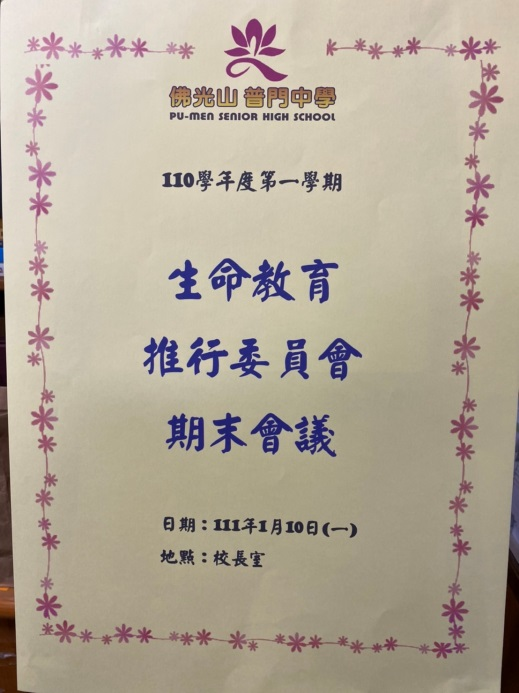 佛光山 普門中學
PU-MEN SENIOR HIGH SCHOOL
110學年度第一學期
生命教育
推行委員會
期末會議
日期：111年1月10日(一)
地點：校長室